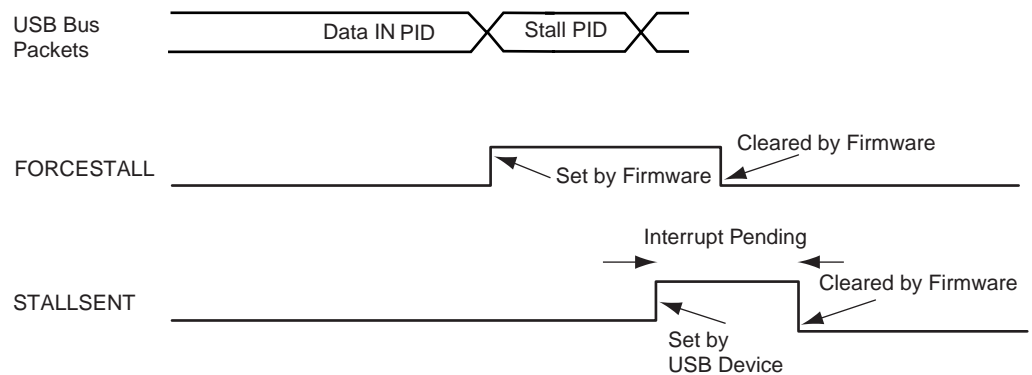 USB Bus
Packets
Data IN PID
Stall PID
FORCESTALL
Set by Firmware
Cleared by Firmware
Interrupt Pending
STALLSENT
Set by
USB Device
Cleared by Firmware